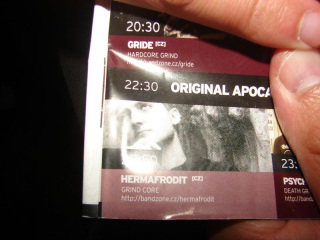 20:30
GRIDE [CZ]
HARDCORE GRIND
bandzone.cz/gride
22:30 ORIGINAL APOCA
HERMAFRODIT [CZ]
GRIND CORE
http://bandzone.cz/hermafrodit
23:
PSYC
DEATH GR
http://ban